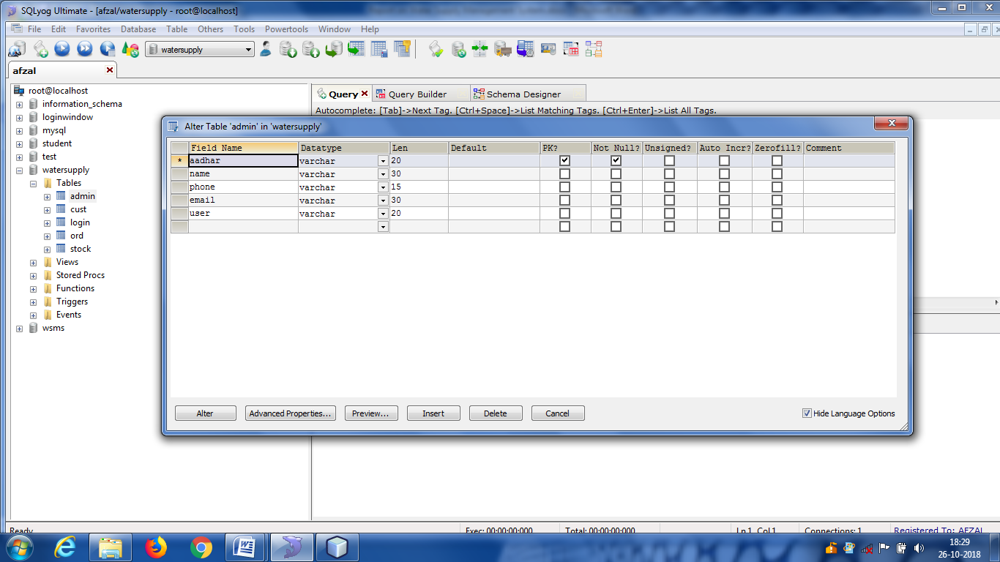 SQLyog Ultimate - [afzal/watersupply - root@localhost]
File Edit Favorites Database Table Others Tools Powertools Window Help
watersupply
afzal
root@localhost
information_schema
loginwindow
mysql
student
test
watersupply
Tables
admin
cust
login
ord
stock
Views
Stored Procs
Functions
Triggers
Events
wsms
Query Query Builder Schema Designer
Autocomplete: [Tab]->Next Tag. [Ctrl+Space]->List Matching Tags. [Ctrl+Enter]->List All Tags.
Alter Table 'admin' in 'watersupply'
Field Name Datatype Len Default PK? Not Null? Unsigned? Auto Incr? Zerofill? Comment
* aadhar varchar 20
name varchar 30
phone varchar 15
email varchar 30
user varchar 20
Alter Advanced Properties... Preview... Insert Delete Cancel Hide Language Options
Ready Exec: 00:00:00:000 Total: 00:00:00:000 Ln 1, Col 1 Connections: 1 Registered To: AFZAL
18:29
26-10-2018